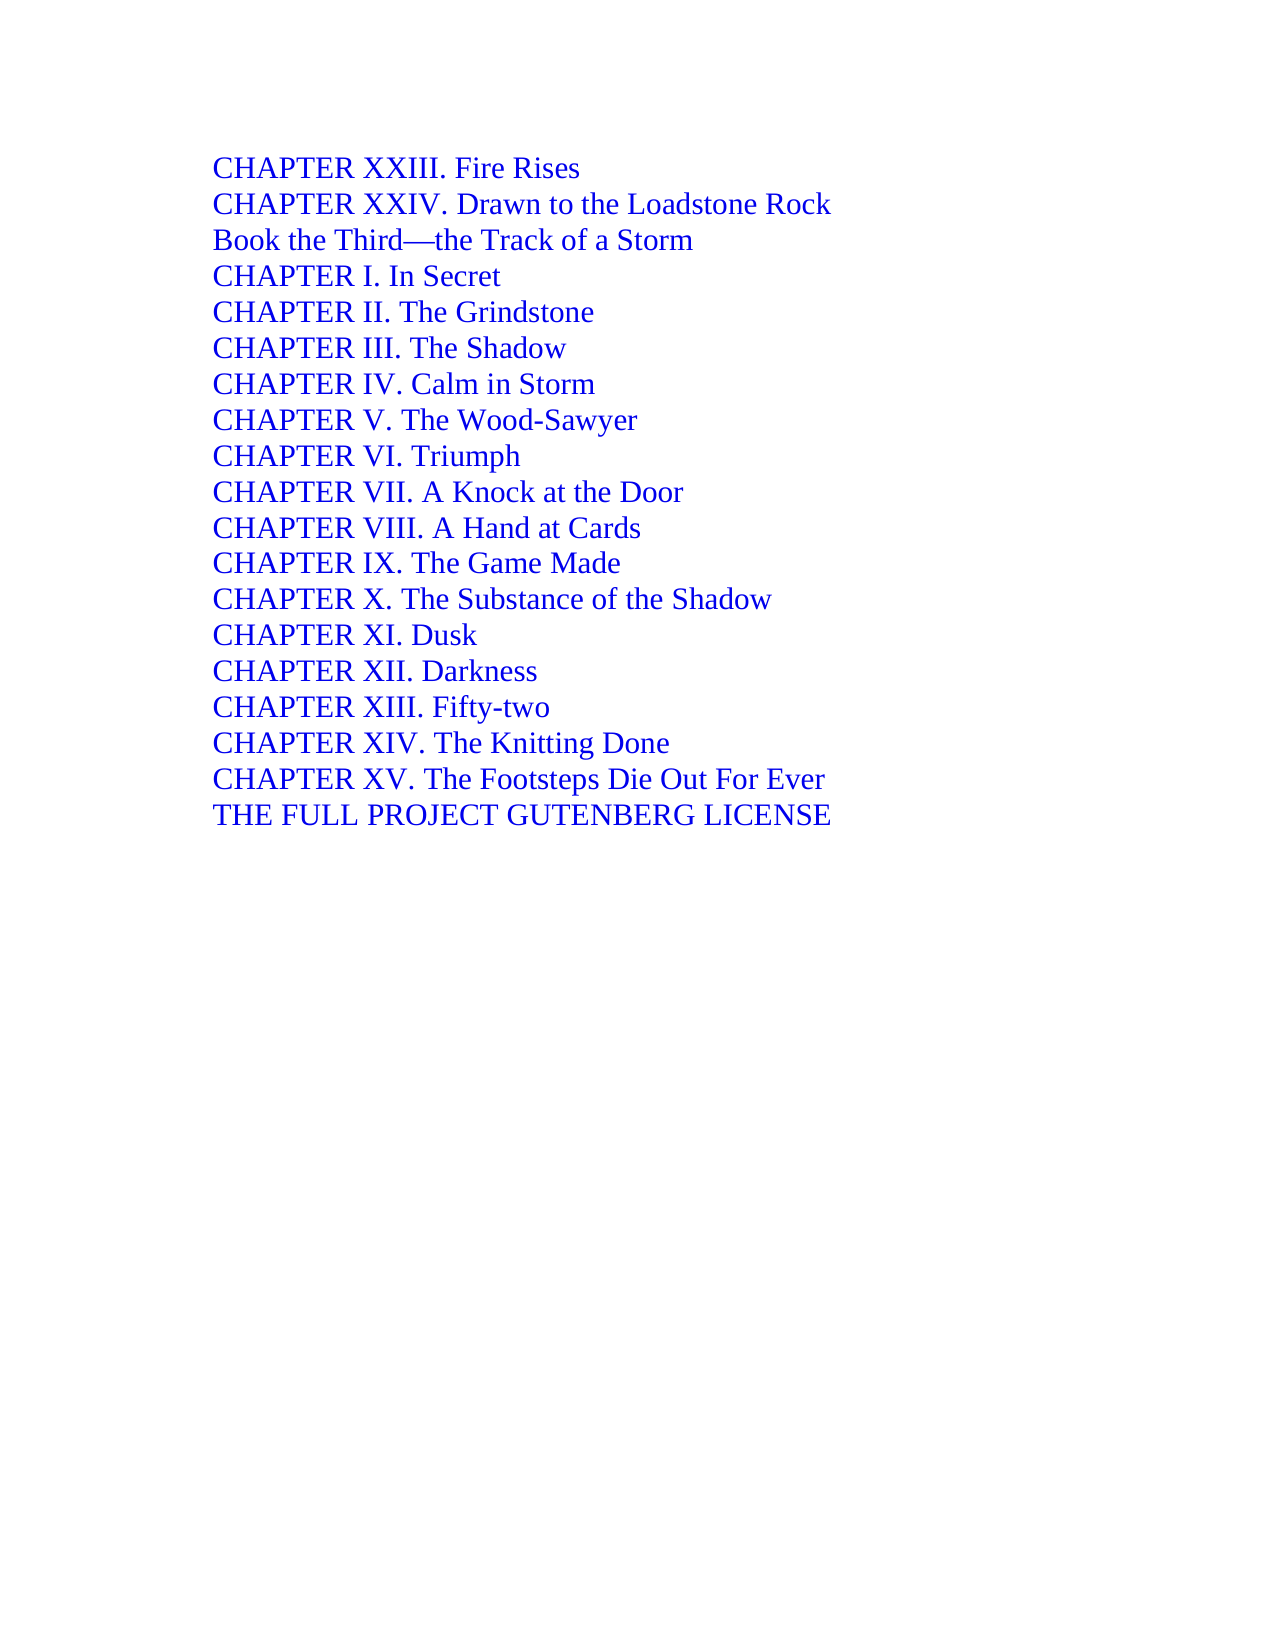 CHAPTER XXIII. Fire Rises
CHAPTER XXIV. Drawn to the Loadstone Rock
Book the Third—the Track of a Storm
CHAPTER I. In Secret
CHAPTER II. The Grindstone
CHAPTER III. The Shadow
CHAPTER IV. Calm in Storm
CHAPTER V. The Wood-Sawyer
CHAPTER VI. Triumph
CHAPTER VII. A Knock at the Door
CHAPTER VIII. A Hand at Cards
CHAPTER IX. The Game Made
CHAPTER X. The Substance of the Shadow
CHAPTER XI. Dusk
CHAPTER XII. Darkness
CHAPTER XIII. Fifty-two
CHAPTER XIV. The Knitting Done
CHAPTER XV. The Footsteps Die Out For Ever
THE FULL PROJECT GUTENBERG LICENSE